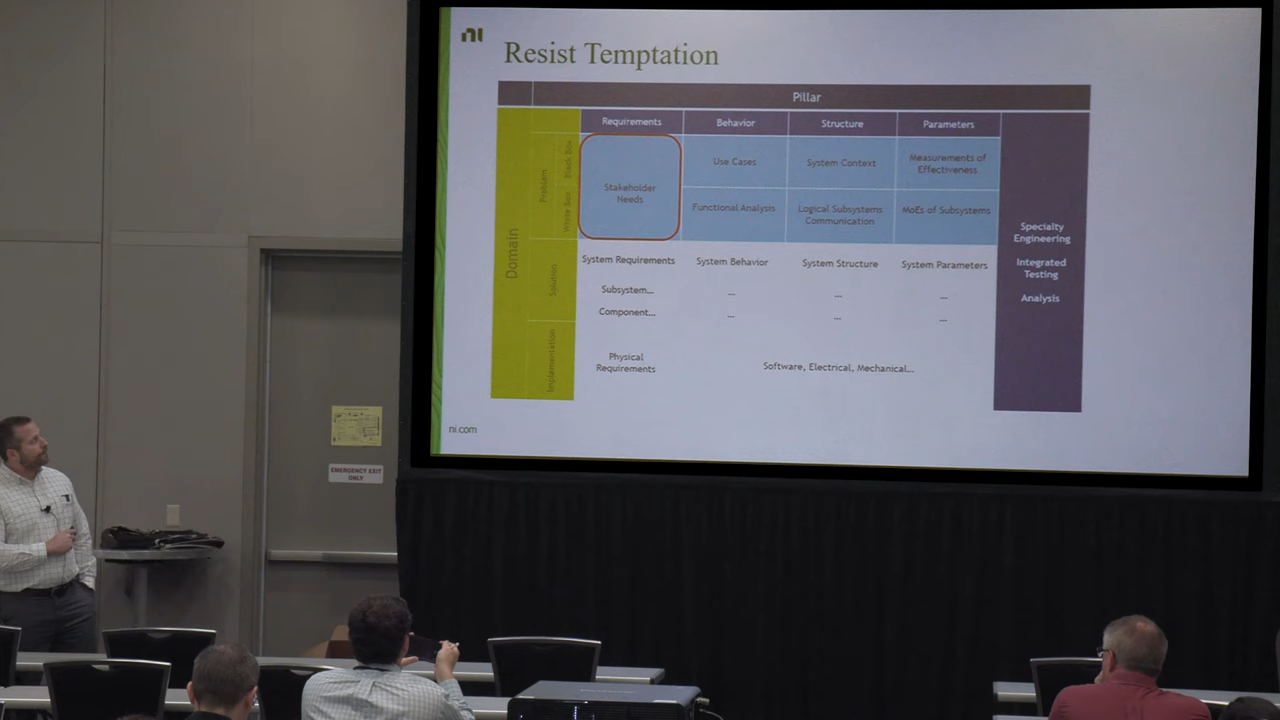 ni
Resist Temptation
Pillar
Requirements
Behavior
Structure
Parameters
Domain
Problem
Black Box
White Box
Stakeholder
Needs
Use Cases
System Context
Measurements of
Effectiveness
Functional Analysis
Logical Subsystems
Communication
MoEs of Subsystems
Solution
System Requirements
System Behavior
System Structure
System Parameters
Subsystem...
...
...
...
Component...
...
...
...
Implementation
Physical
Requirements
Software, Electrical, Mechanical...
Specialty
Engineering
Integrated
Testing
Analysis
ni.com
EMERGENCY EXIT
ONLY